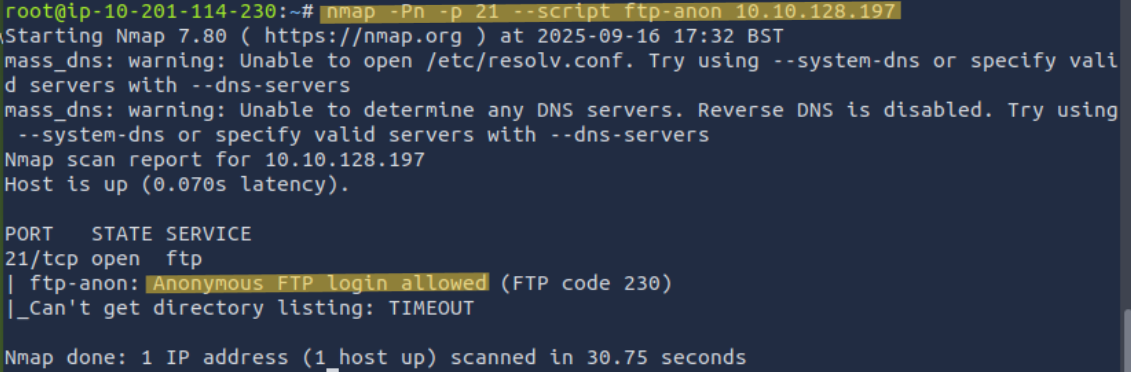 root@ip-10-201-114-230:~# nmap -Pn -p 21 --script ftp-anon 10.10.128.197
Starting Nmap 7.80 ( https://nmap.org ) at 2025-09-16 17:32 BST
mass_dns: warning: Unable to open /etc/resolv.conf. Try using --system-dns or specify vali
d servers with --dns-servers
mass_dns: warning: Unable to determine any DNS servers. Reverse DNS is disabled. Try using
 --system-dns or specify valid servers with --dns-servers
Nmap scan report for 10.10.128.197
Host is up (0.070s latency).

PORT   STATE SERVICE
21/tcp open  ftp
| ftp-anon: Anonymous FTP login allowed (FTP code 230)
|_Can't get directory listing: TIMEOUT

Nmap done: 1 IP address (1 host up) scanned in 30.75 seconds